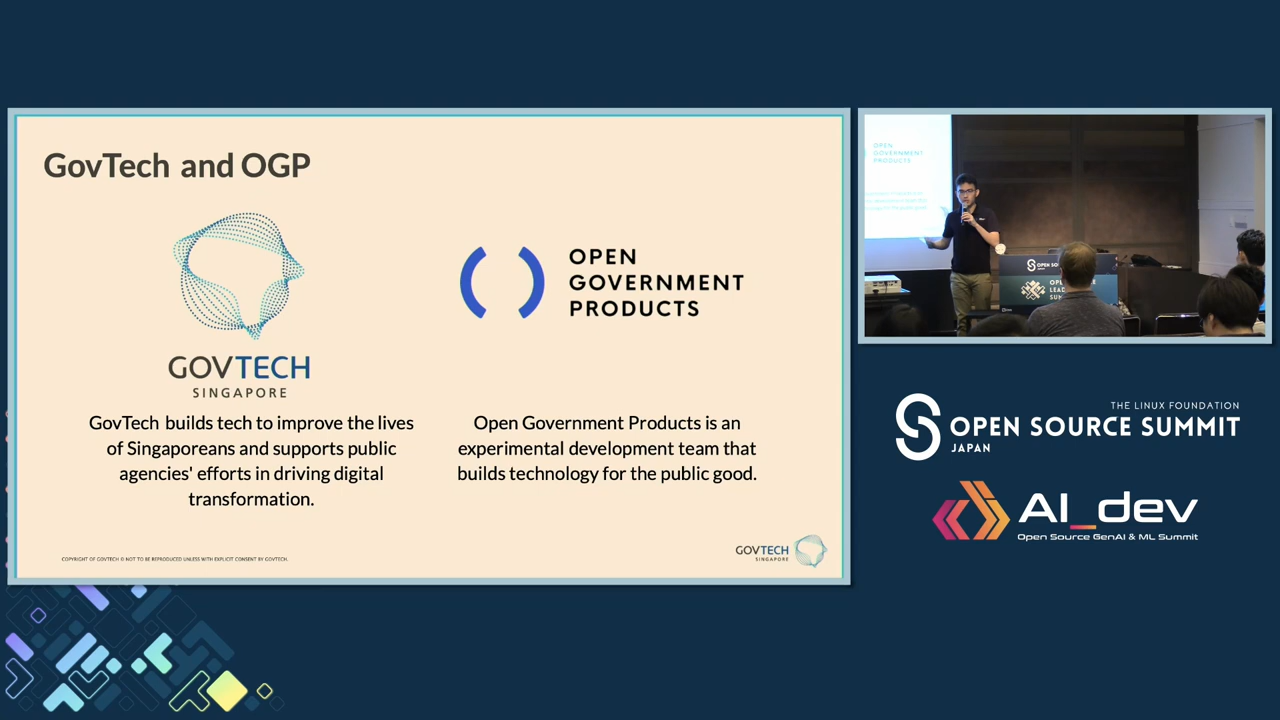 GovTech and OGP
GOVTECH
SINGAPORE
GovTech builds tech to improve the lives
of Singaporeans and supports public
agencies' efforts in driving digital
transformation.
OPEN
GOVERNMENT
PRODUCTS
Open Government Products is an
experimental development team that
builds technology for the public good.
COPYRIGHT OF GOVTECH © NOT TO BE REPRODUCED UNLESS WITH EXPLICIT CONSENT BY GOVTECH.
GOVTECH
SINGAPORE
OPEN
GOVERNMENT
PRODUCTS
THE LINUX FOUNDATION
OPEN SOURCE SUMMIT
JAPAN
AI_dev
Open Source GenAI & ML Summit